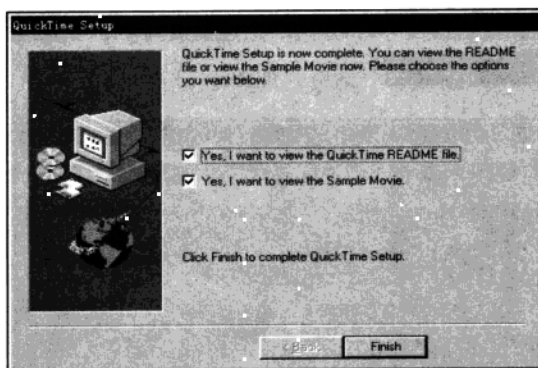 QuickTime Setup
QuickTime Setup is now complete. You can view the README
file or view the Sample Movie now. Please choose the options
you want below.
Yes, I want to view the QuickTime README file.
Yes, I want to view the Sample Movie.
Click Finish to complete QuickTime Setup.
< Back
Finish